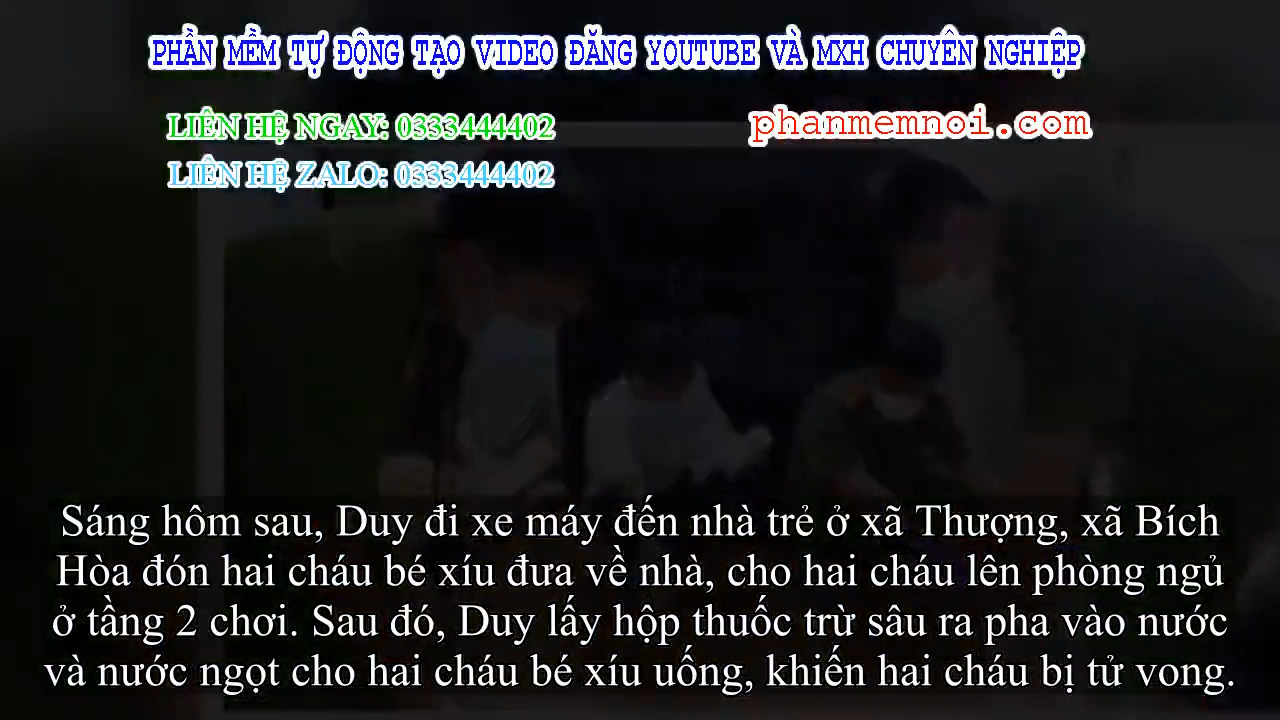 PHẦN MỀM TỰ ĐỘNG TẠO VIDEO ĐĂNG YOUTUBE VÀ MXH CHUYÊN NGHIỆP
LIÊN HỆ NGAY: 0333444402
phanmemnoi.com
LIÊN HỆ ZALO: 0333444402
Sáng hôm sau, Duy đi xe máy đến nhà trẻ ở xã Thượng, xã Bích
Hòa đón hai cháu bé xíu đưa về nhà, cho hai cháu lên phòng ngủ
ở tầng 2 chơi. Sau đó, Duy lấy hộp thuốc trừ sâu ra pha vào nước
và nước ngọt cho hai cháu bé xíu uống, khiến hai cháu bị tử vong.